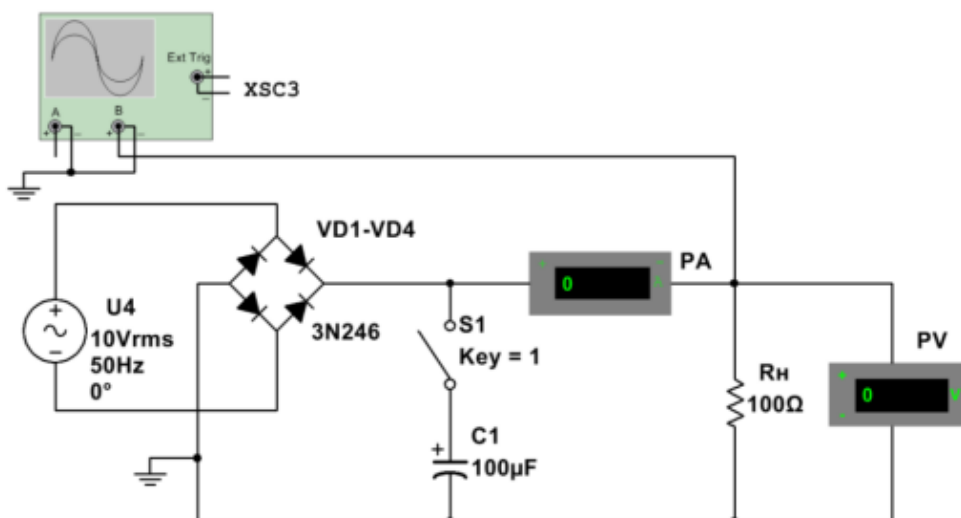 Ext Trig
+
XSC3
_
A
B
+
_
+
_
VD1-VD4
PA
+
-
0
A
U4
10Vrms
50Hz
0°
+
3N246
S1
Key = 1
PV
Rн
100Ω
+
0
V
-
C1
+
100µF